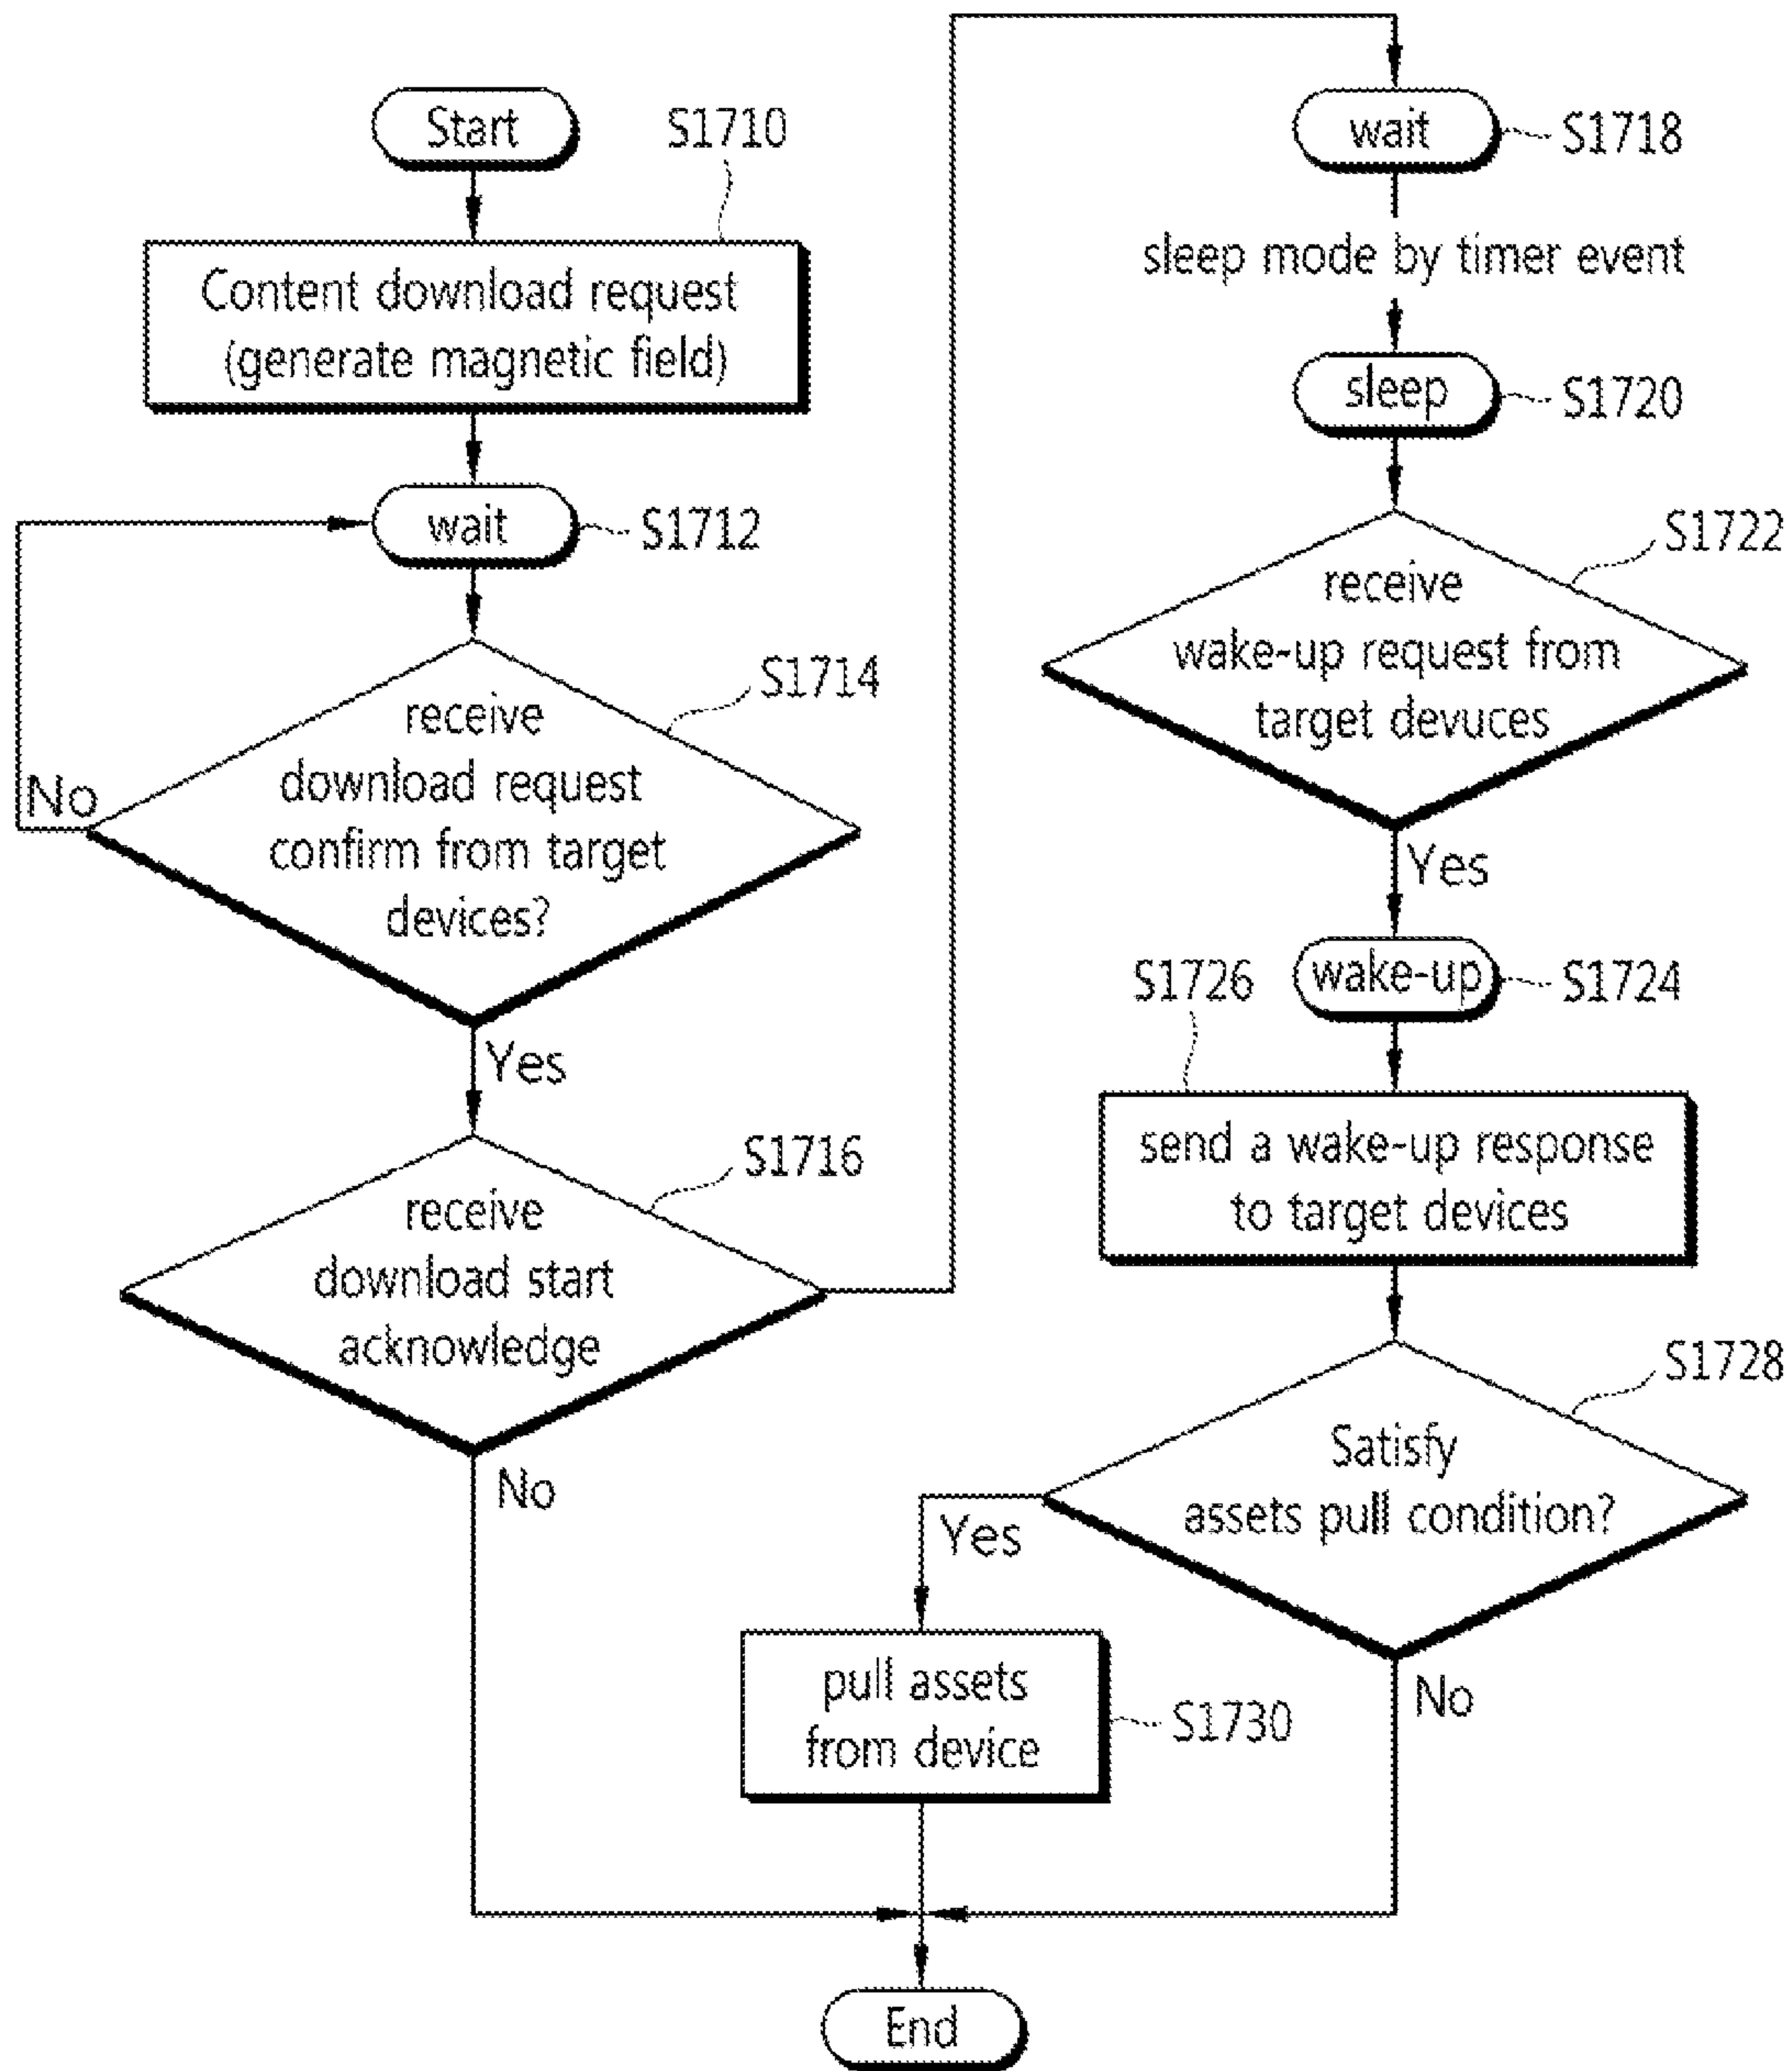 Start
S1710
Content download request
(generate magnetic field)
wait
S1712
S1714
receive
download request
confirm from target
devices?
No
Yes
S1716
receive
download start
acknowledge
No
wait
S1718
sleep mode by timer event
sleep
S1720
S1722
receive
wake-up request from
target devuces
Yes
S1726
wake-up
S1724
send a wake-up response
to target devices
S1728
Satisfy
assets pull condition?
Yes
No
pull assets
from device
S1730
End